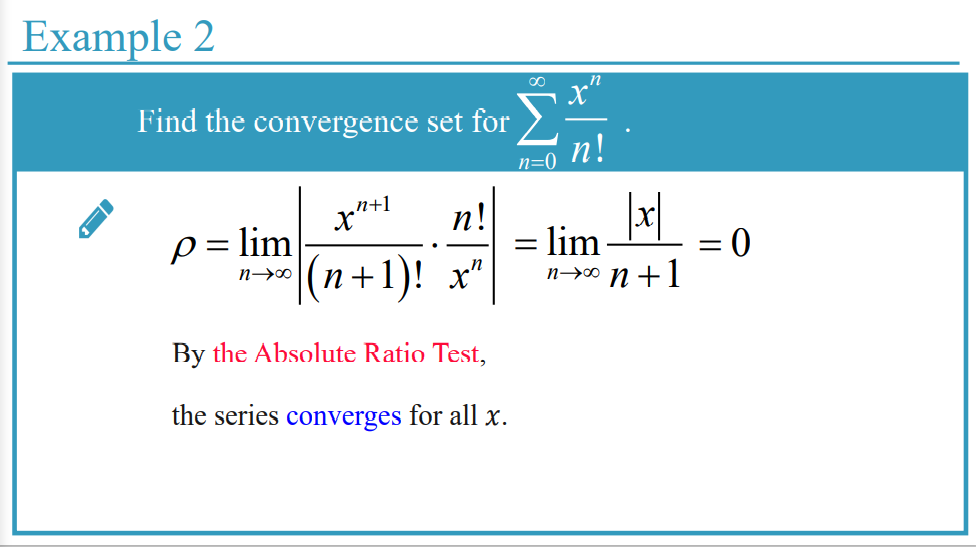 Example 2
Find the convergence set for $\sum_{n=0}^{\infty} \frac{x^n}{n!}$ .
$\rho = \lim_{n \to \infty} \left| \frac{x^{n+1}}{(n+1)!} \cdot \frac{n!}{x^n} \right| = \lim_{n \to \infty} \frac{|x|}{n+1} = 0$
By the Absolute Ratio Test,
the series converges for all $x$.